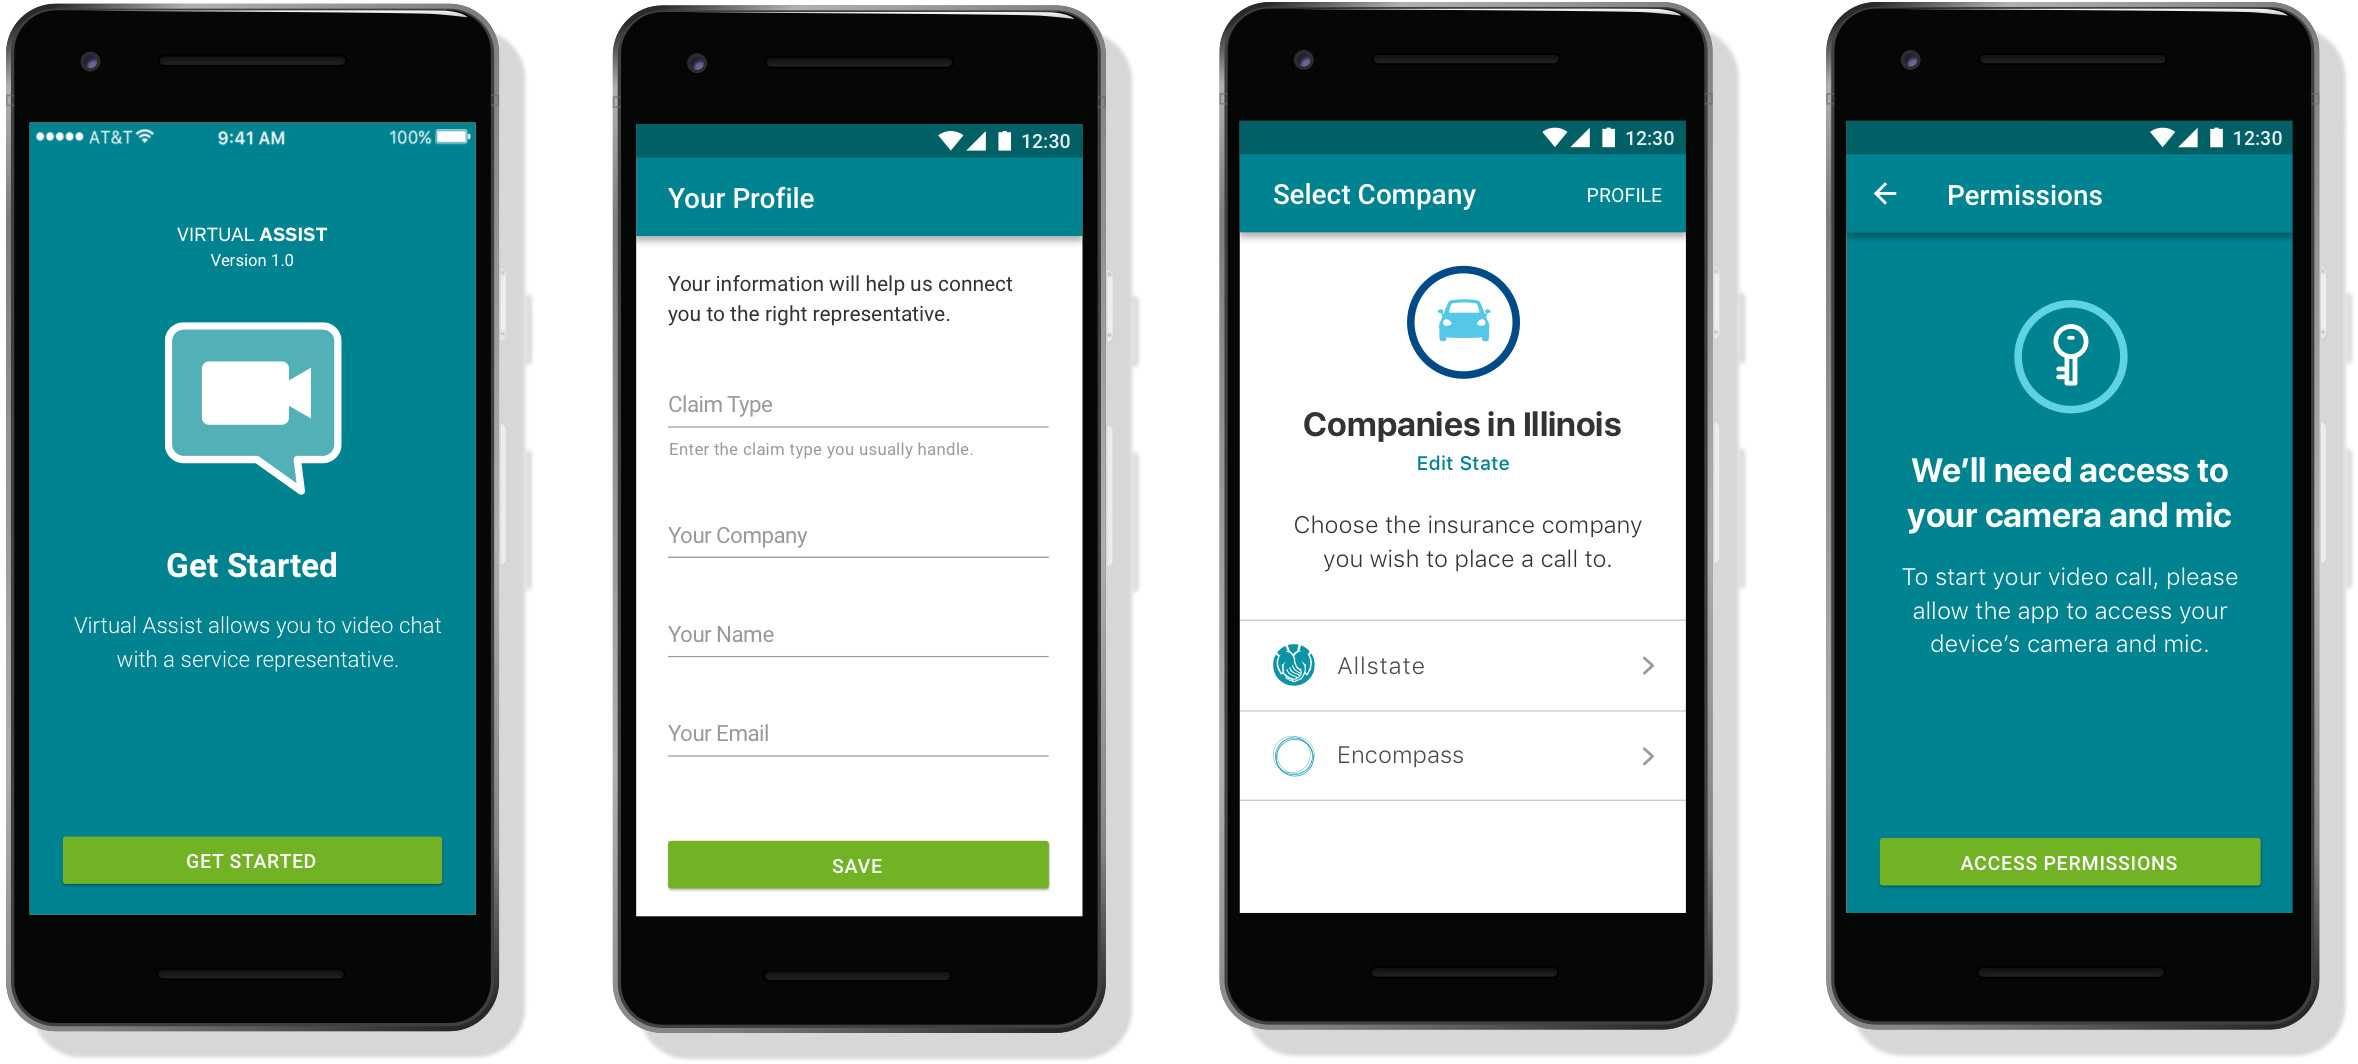 AT&T 9:41 AM 100%
VIRTUAL ASSIST
Version 1.0
Get Started
Virtual Assist allows you to video chat
with a service representative.
GET STARTED
12:30
Your Profile
Your information will help us connect
you to the right representative.
Claim Type
Enter the claim type you usually handle.
Your Company
Your Name
Your Email
SAVE
12:30
Select Company PROFILE
Companies in Illinois
Edit State
Choose the insurance company
you wish to place a call to.
Allstate
Encompass
12:30
Permissions
We’ll need access to
your camera and mic
To start your video call, please
allow the app to access your
device’s camera and mic.
ACCESS PERMISSIONS